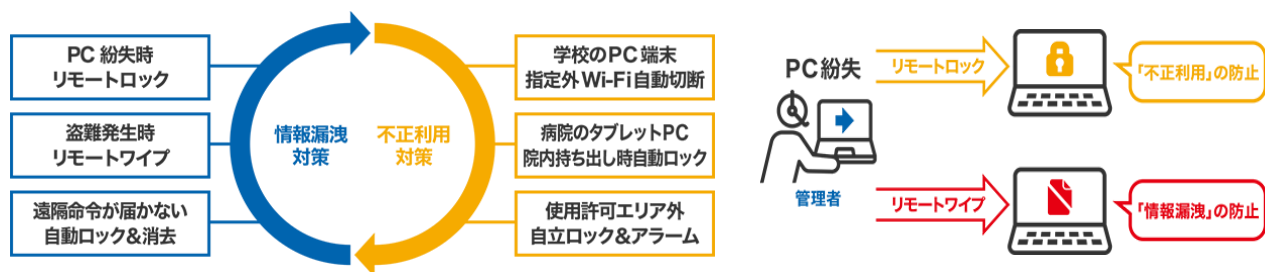 PC紛失時
リモートロック
盗難発生時
リモートワイプ
遠隔命令が届かない
自動ロック&消去
情報漏洩
対策
不正利用
対策
学校のPC端末
指定外Wi-Fi自動切断
病院のタブレットPC
院内持ち出し時自動ロック
使用許可エリア外
自立ロック&アラーム
PC紛失
管理者
リモートロック
「不正利用」の防止
リモートワイプ
「情報漏洩」の防止